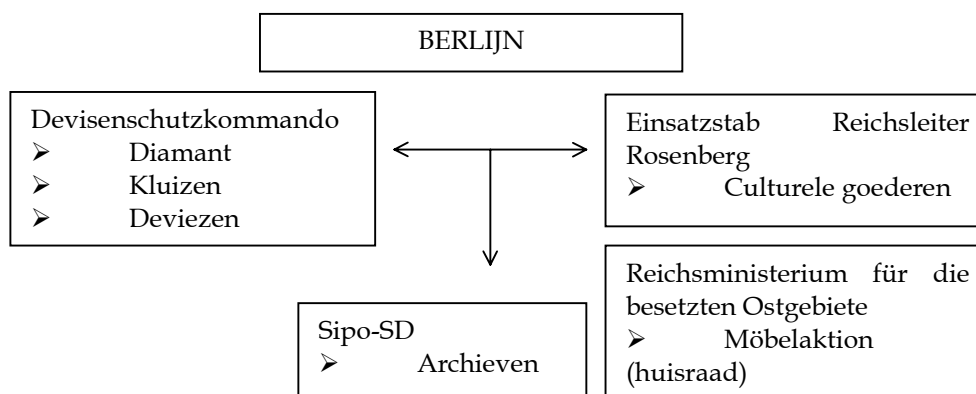 BERLIJN
Devisenschutzkommando
➢ Diamant
➢ Kluizen
➢ Deviezen
Einsatzstab Reichsleiter
Rosenberg
➢ Culturele goederen
Sipo-SD
➢ Archieven
Reichsministerium für die
besetzten Ostgebiete
➢ Möbelaktion
(huisraad)